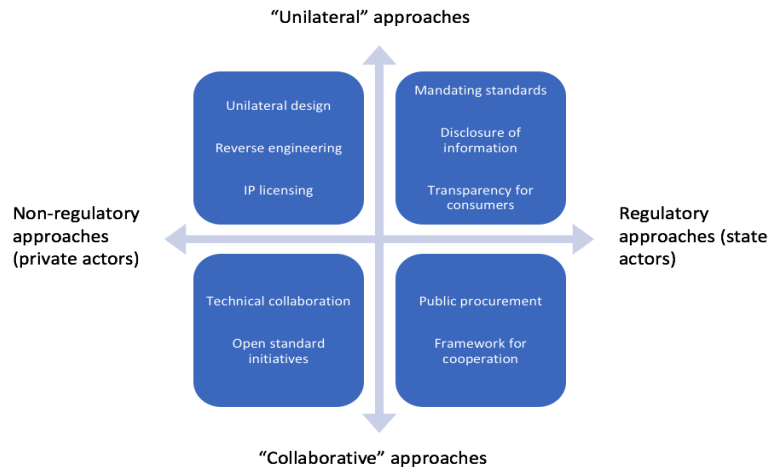 “Unilateral” approaches
Unilateral design
Reverse engineering
IP licensing
Mandating standards
Disclosure of
information
Transparency for
consumers
Non-regulatory
approaches
(private actors)
Regulatory
approaches (state
actors)
Technical collaboration
Open standard
initiatives
Public procurement
Framework for
cooperation
“Collaborative” approaches